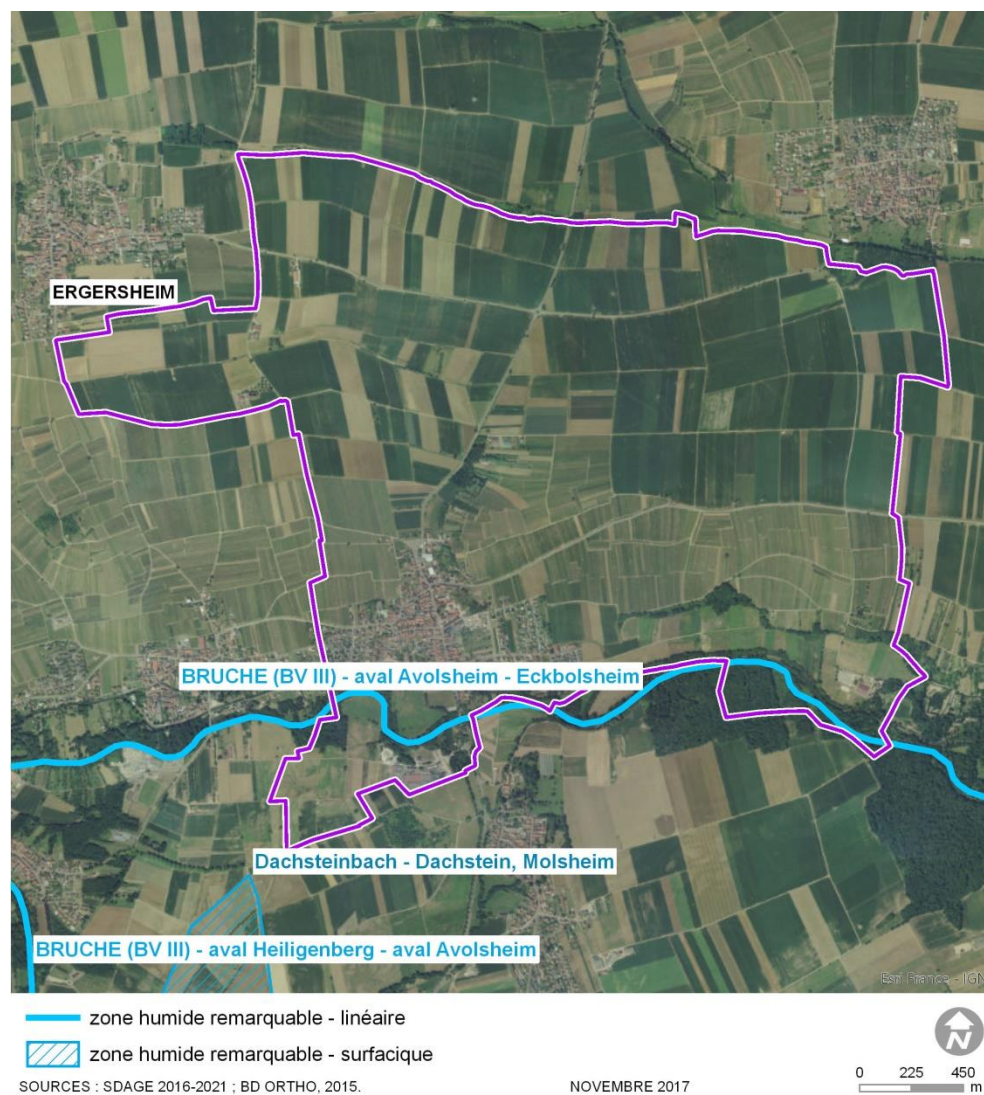 ERGERSHEIM
BRUCHE (BV III) - aval Avolsheim - Eckbolsheim
Dachsteinbach - Dachstein, Molsheim
BRUCHE (BV III) - aval Heiligenberg - aval Avolsheim
Esri France - IGN
zone humide remarquable - linéaire
zone humide remarquable - surfacique
N
SOURCES : SDAGE 2016-2021 ; BD ORTHO, 2015.
NOVEMBRE 2017
0 225 450
m